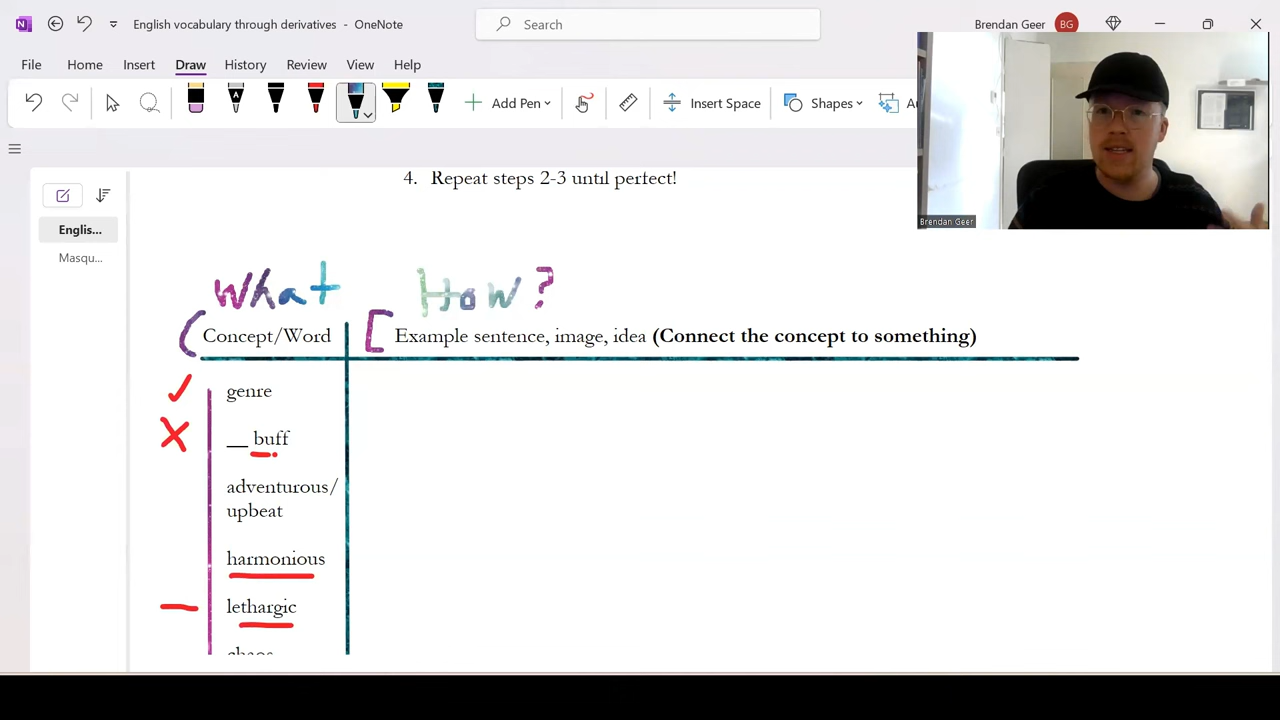 English vocabulary through derivatives - OneNote
Search
Brendan Geer
BG
File
Home
Insert
Draw
History
Review
View
Help
Add Pen
Insert Space
Shapes
Brendan Geer
Englis...
Masqu...
4. Repeat steps 2-3 until perfect!
What
How?
Concept/Word
Example sentence, image, idea (Connect the concept to something)
genre
__ buff
adventurous/
upbeat
harmonious
lethargic
chaos